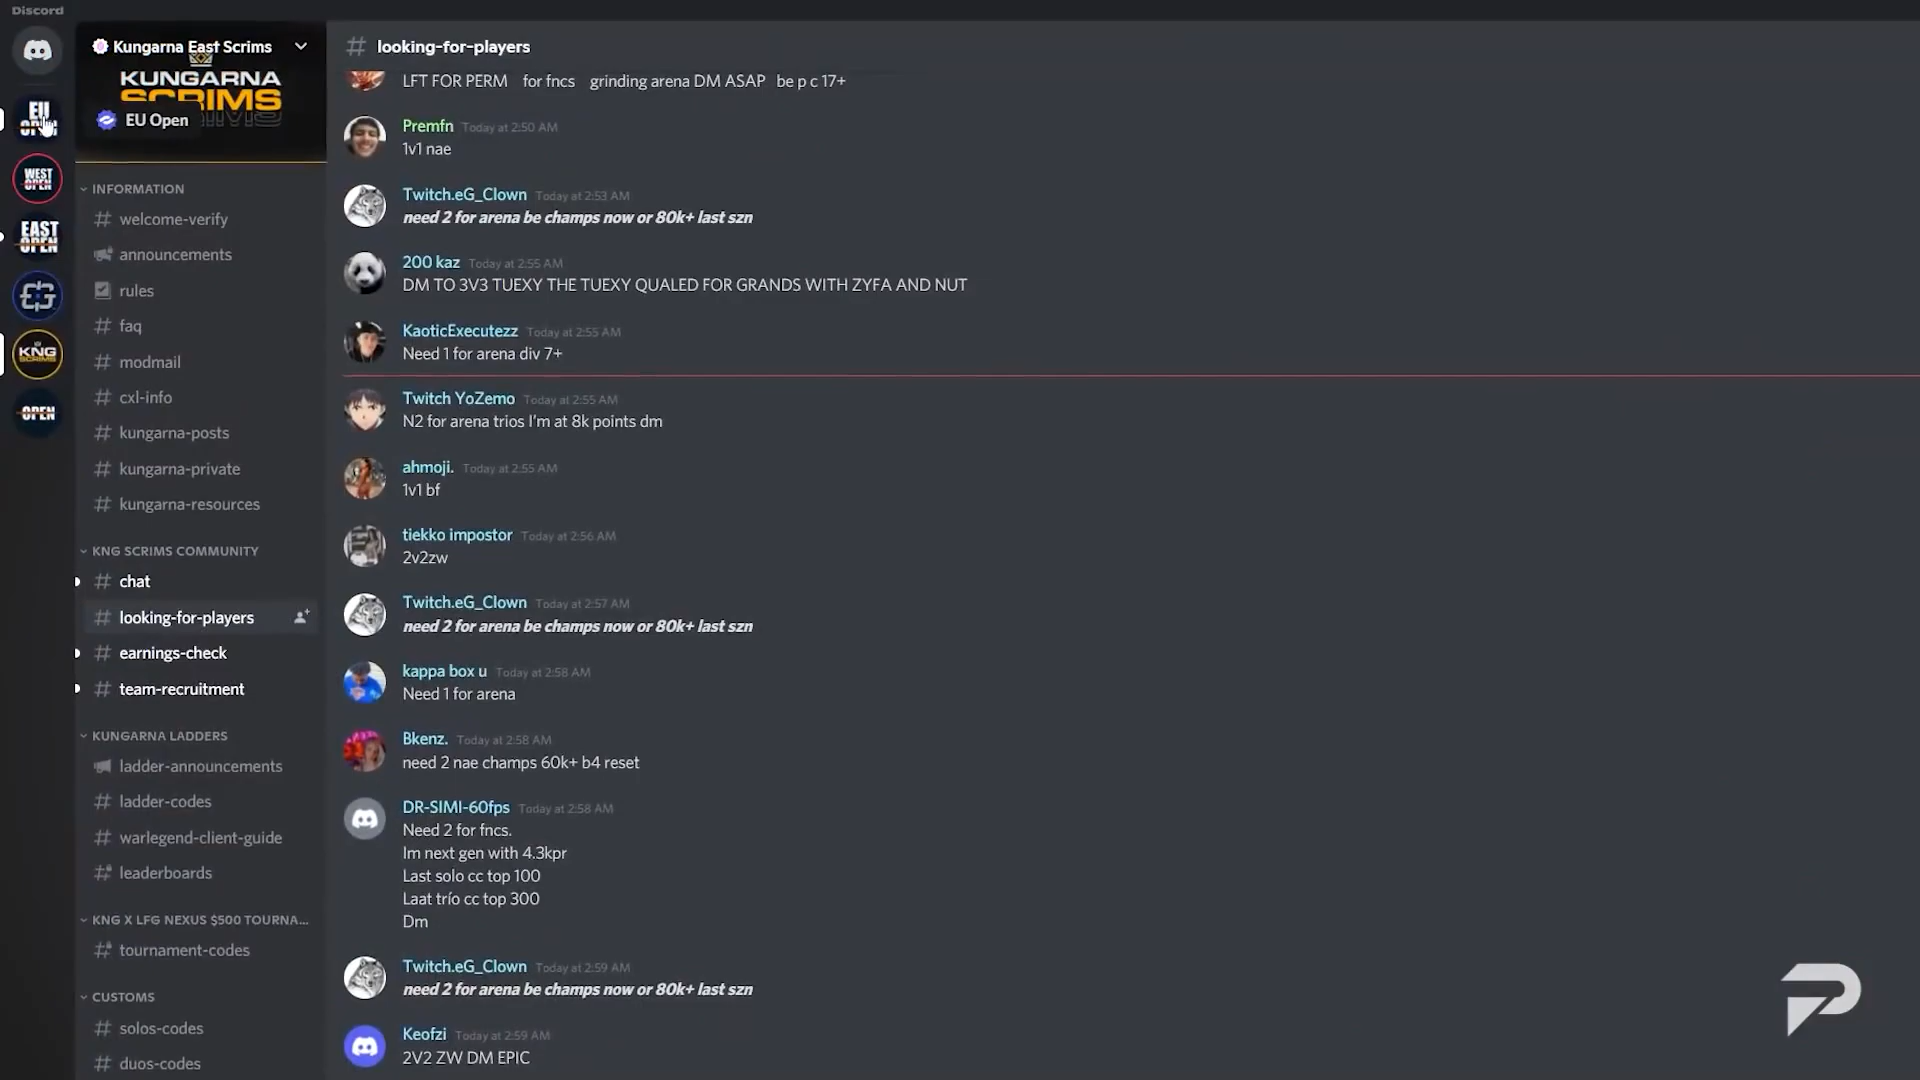 Discord
Kungarna East Scrims
KUNGARNA
SCRIMS
EU Open
EU
OPEN
WEST
OPEN
EAST
OPEN
KNG
SCRIMS
OPEN
INFORMATION
welcome-verify
announcements
rules
faq
modmail
cxl-info
kungarna-posts
kungarna-private
kungarna-resources
KNG SCRIMS COMMUNITY
chat
looking-for-players
earnings-check
team-recruitment
KUNGARNA LADDERS
ladder-announcements
ladder-codes
warlegend-client-guide
leaderboards
KNG X LFG NEXUS $500 TOURNA...
tournament-codes
CUSTOMS
solos-codes
duos-codes
looking-for-players
LFT FOR PERM for fncs grinding arena DM ASAP be p c 17+
Premfn Today at 2:50 AM
1v1 nae
Twitch.eG_Clown Today at 2:53 AM
need 2 for arena be champs now or 80k+ last szn
200 kaz Today at 2:55 AM
DM TO 3V3 TUEXY THE TUEXY QUALED FOR GRANDS WITH ZYFA AND NUT
KaoticExecutezz Today at 2:55 AM
Need 1 for arena div 7+
Twitch YoZemo Today at 2:55 AM
N2 for arena trios I'm at 8k points dm
ahmoji. Today at 2:55 AM
1v1 bf
tiekko impostor Today at 2:56 AM
2v2zw
Twitch.eG_Clown Today at 2:57 AM
need 2 for arena be champs now or 80k+ last szn
kappa box u Today at 2:58 AM
Need 1 for arena
Bkenz. Today at 2:58 AM
need 2 nae champs 60k+ b4 reset
DR-SIMI-60fps Today at 2:58 AM
Need 2 for fncs.
Im next gen with 4.3kpr
Last solo cc top 100
Laat trío cc top 300
Dm
Twitch.eG_Clown Today at 2:59 AM
need 2 for arena be champs now or 80k+ last szn
Keofzi Today at 2:59 AM
2V2 ZW DM EPIC